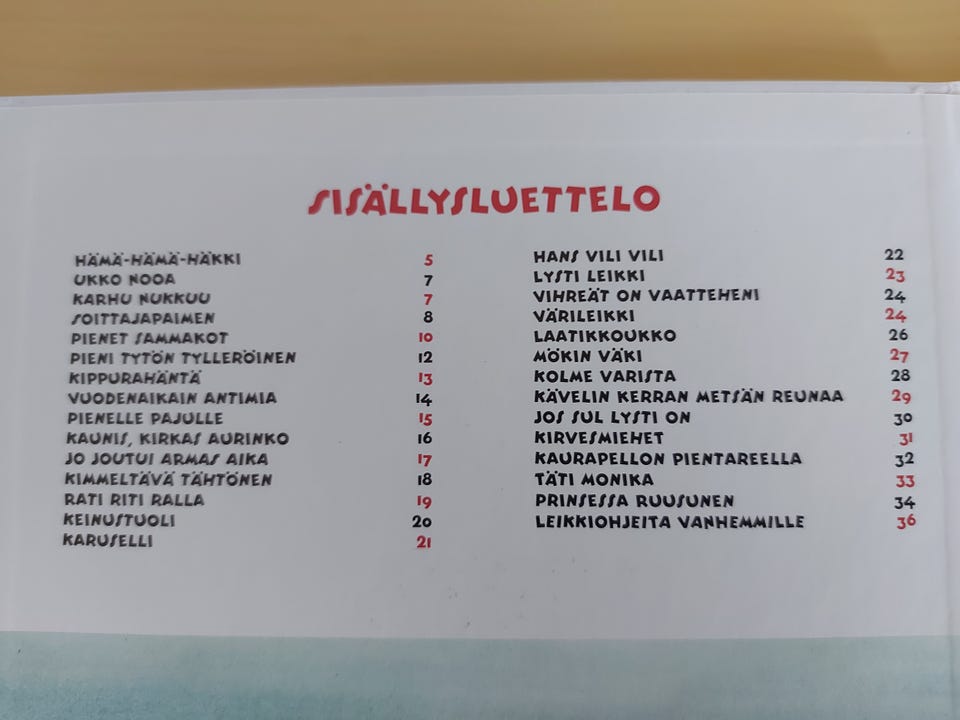 SISÄLLYSLUETTELO
HÄMÄ-HÄMÄ-HÄKKI 5
UKKO NOOA 7
KARHU NUKKUU 7
SOITTAJAPAIMEN 8
PIENET SAMMAKOT 10
PIENI TYTÖN TYLLERÖINEN 12
KIPPURAHÄNTÄ 13
VUODENAIKAIN ANTIMIA 14
PIENELLE PAJULLE 15
KAUNIS, KIRKAS AURINKO 16
JO JOUTUI ARMAS AIKA 17
KIMMELTÄVÄ TÄHTÖNEN 18
RATI RITI RALLA 19
KEINUSTUOLI 20
KARUSELLI 21
HANS VILI VILI 22
LYSTI LEIKKI 23
VIHREÄT ON VAATTEHENI 24
VÄRILEIKKI 24
LAATIKKOUKKO 26
MÖKIN VÄKI 27
KOLME VARISTA 28
KÄVELIN KERRAN METSÄN REUNAA 29
JOS SUL LYSTI ON 30
KIRVESMIEHET 31
KAURAPELLON PIENTAREELLA 32
TÄTI MONIKA 33
PRINSESSA RUUSUNEN 34
LEIKKIOHJEITA VANHEMMILLE 36